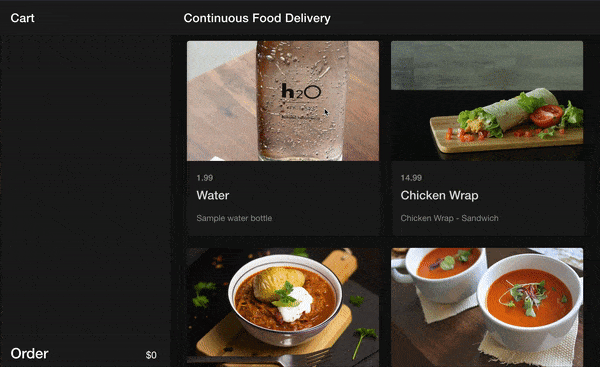 Cart
Continuous Food Delivery
h2O
1.99
Water
Sample water bottle
14.99
Chicken Wrap
Chicken Wrap - Sandwich
Order
$0